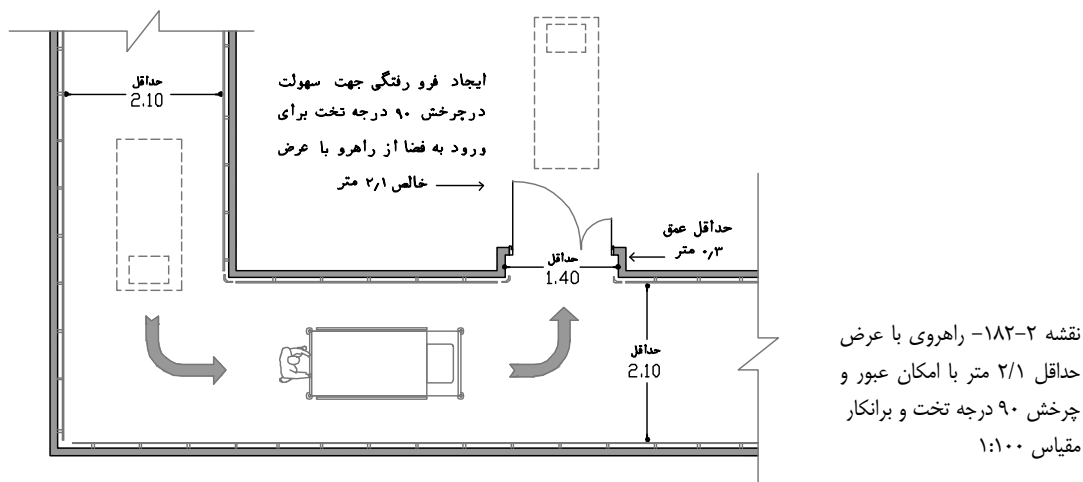 حداقل
2.10
ایجاد فرو رفتگی جهت سهولت
درچرخش ۹۰ درجه تخت برای
ورود به فضا از راهرو با عرض
خالص ۲٫۱ متر
حداقل عمق
۰٫۳ متر
حداقل
1.40
حداقل
2.10
نقشه ۲-۱۸۲- راهروی با عرض
حداقل ۲/۱ متر با امکان عبور و
چرخش ۹۰ درجه تخت و برانکار
مقیاس ۱:۱۰۰